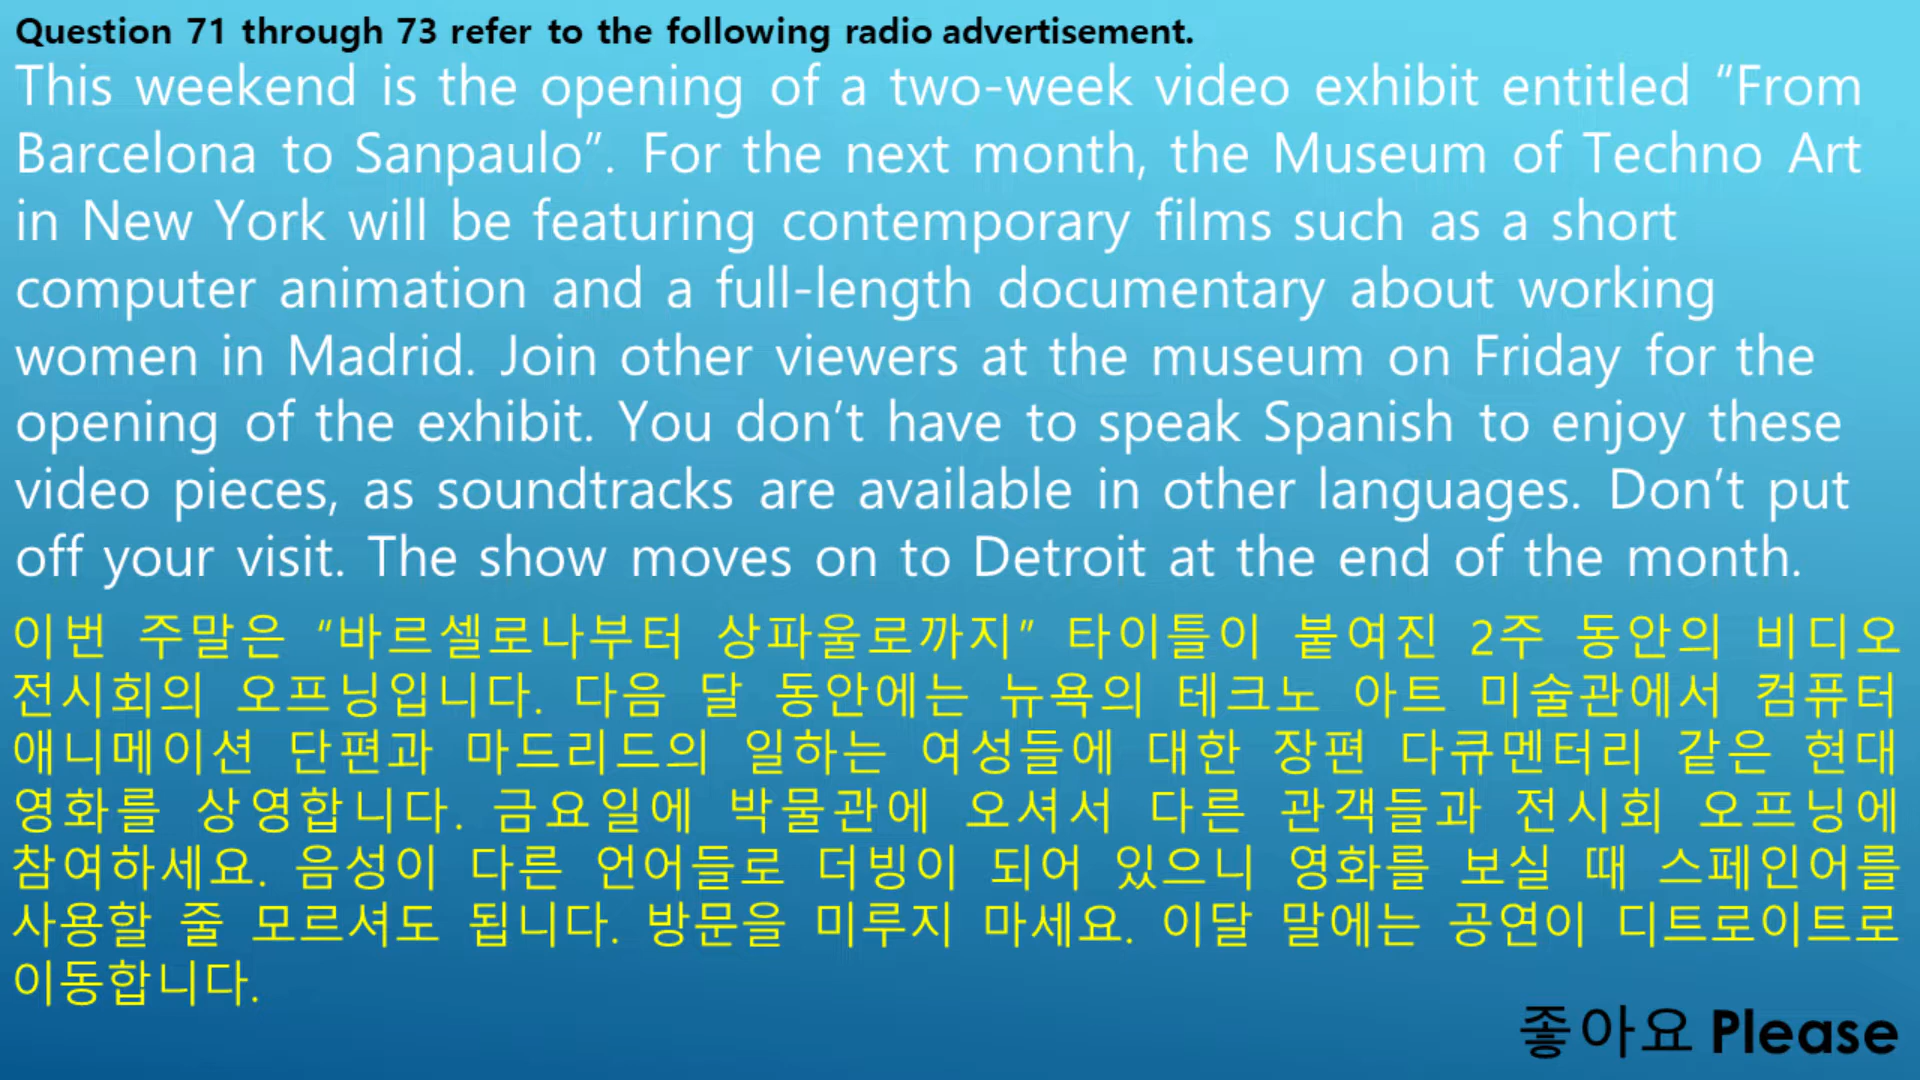 Question 71 through 73 refer to the following radio advertisement.
This weekend is the opening of a two-week video exhibit entitled “From
Barcelona to Sanpaulo”. For the next month, the Museum of Techno Art
in New York will be featuring contemporary films such as a short
computer animation and a full-length documentary about working
women in Madrid. Join other viewers at the museum on Friday for the
opening of the exhibit. You don’t have to speak Spanish to enjoy these
video pieces, as soundtracks are available in other languages. Don’t put
off your visit. The show moves on to Detroit at the end of the month.
이번 주말은 “바르셀로나부터 상파울로까지” 타이틀이 붙여진 2주 동안의 비디오
전시회의 오프닝입니다. 다음 달 동안에는 뉴욕의 테크노 아트 미술관에서 컴퓨터
애니메이션 단편과 마드리드의 일하는 여성들에 대한 장편 다큐멘터리 같은 현대
영화를 상영합니다. 금요일에 박물관에 오셔서 다른 관객들과 전시회 오프닝에
참여하세요. 음성이 다른 언어들로 더빙이 되어 있으니 영화를 보실 때 스페인어를
사용할 줄 모르셔도 됩니다. 방문을 미루지 마세요. 이달 말에는 공연이 디트로이트로
이동합니다.
좋아요 Please